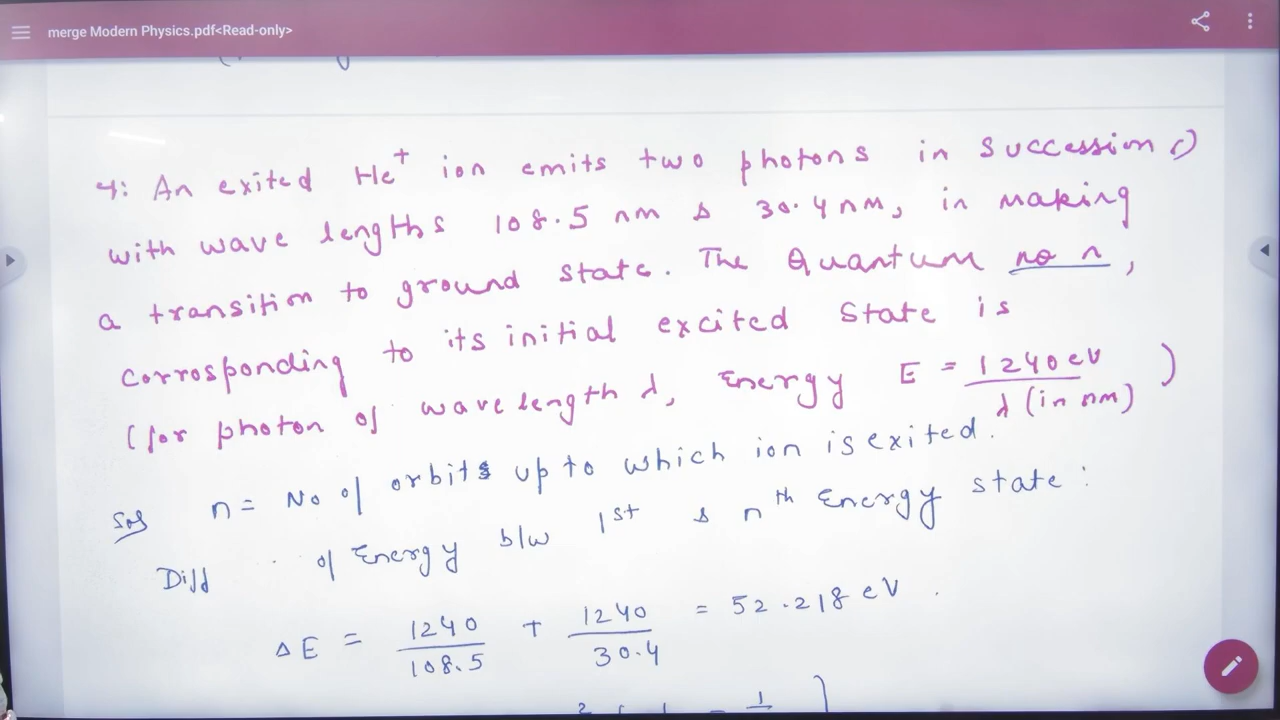 merge Modern Physics.pdf<Read-only>
4: An exited He⁺ ion emits two photons in succession
with wave lengths 108.5 nm & 30.4 nm, in making
a transition to ground state. The Quantum no n,
corrosponding to its initial excited state is
(for photon of wavelength λ, Energy E = 1240 eV / λ (in nm) )
Sol n = No of orbits up to which ion is exited.
Diff of Energy b/w 1st & nth Energy state:
ΔE = 1240/108.5 + 1240/30.4 = 52.218 eV.